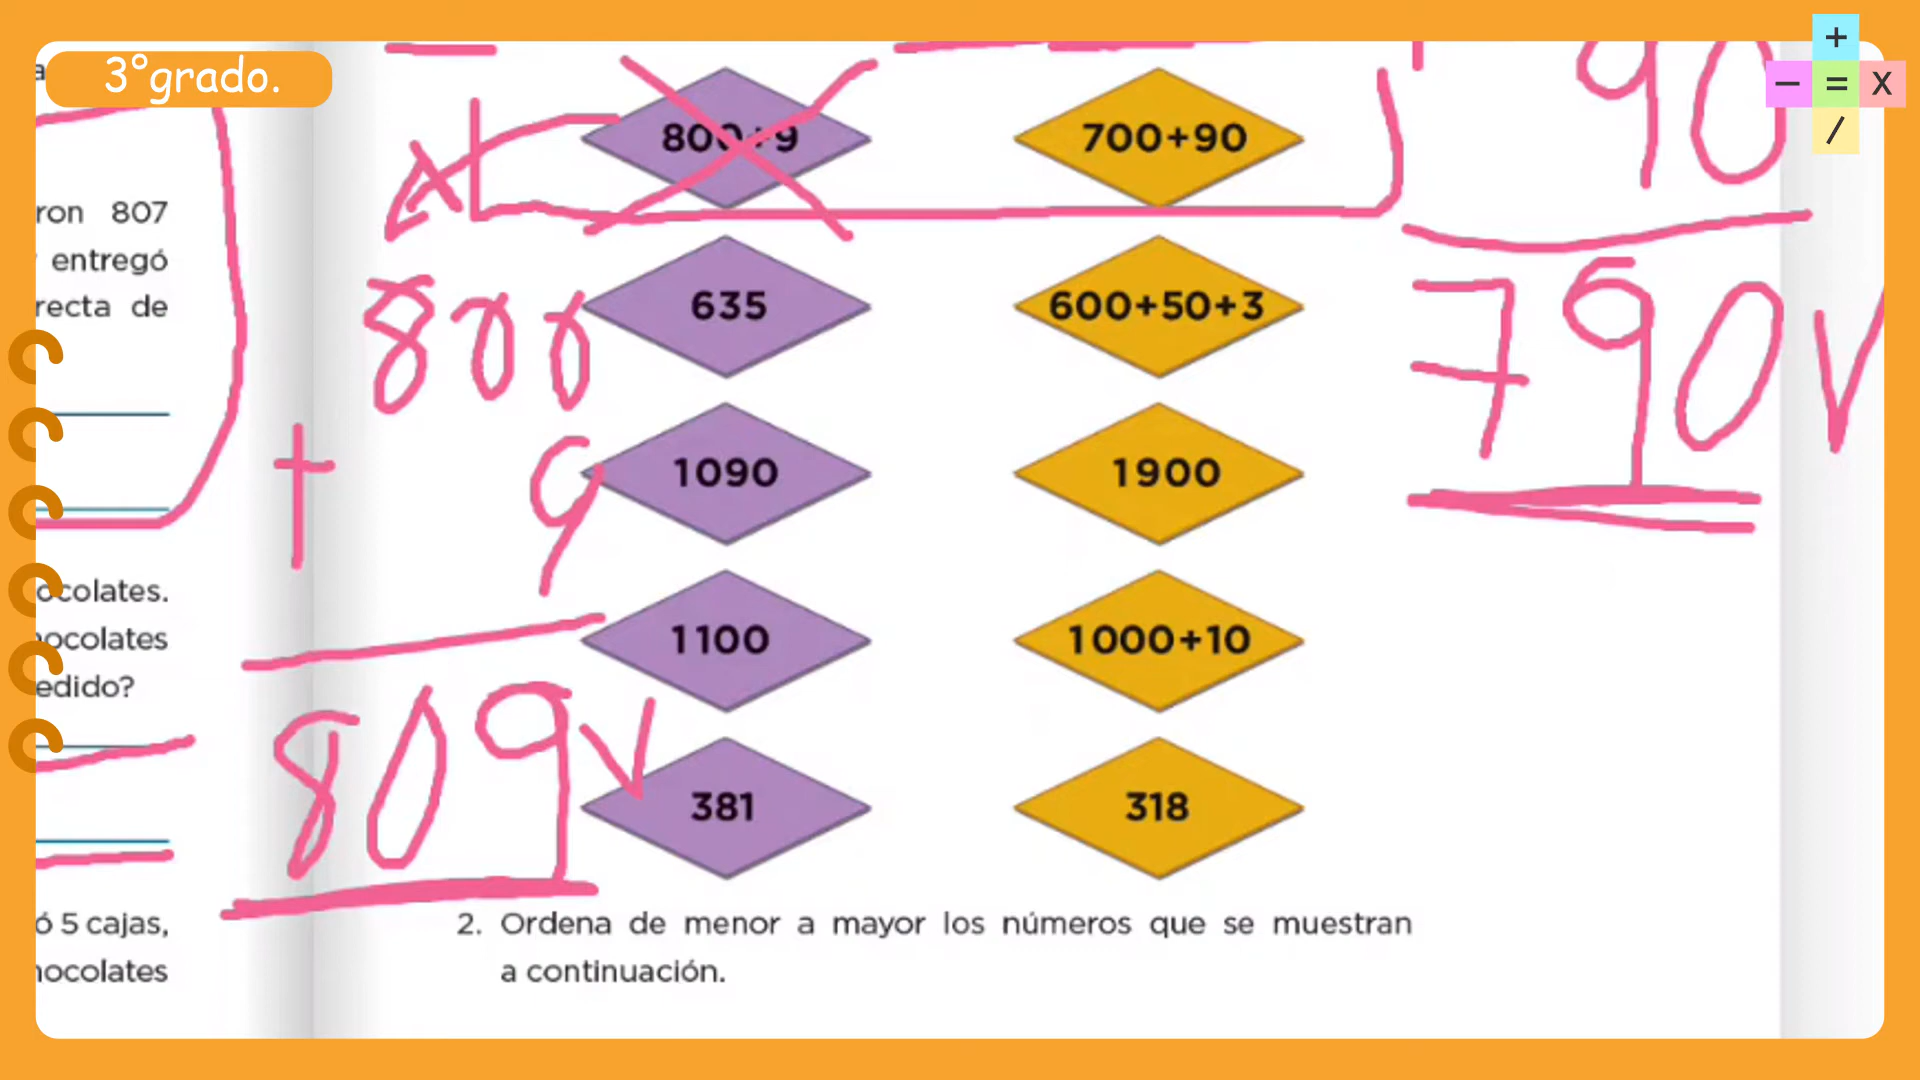 3°grado.
+
− = x
/
a
90
800+9 700+90
ron 807
entregó
recta de
790
800
635 600+50+3
+ 9
1090 1900
ocolates.
nocolates
edido?
1100 1000+10
809
381 318
ó 5 cajas,
nocolates
2. Ordena de menor a mayor los números que se muestran
a continuación.